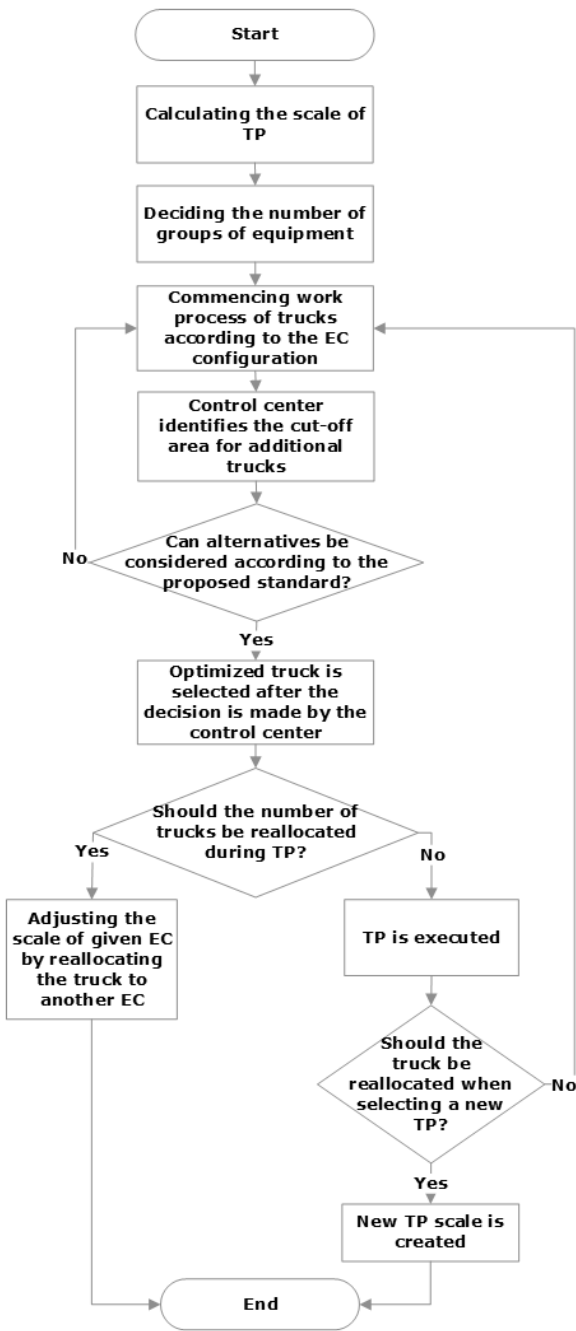 Start
Calculating the scale of
TP
Deciding the number of
groups of equipment
Commencing work
process of trucks
according to the EC
configuration
Control center
identifies the cut-off
area for additional
trucks
Can alternatives be
considered according to the
proposed standard?
No
Yes
Optimized truck is
selected after the
decision is made by the
control center
Should the number of
trucks be reallocated
during TP?
Yes
No
Adjusting the
scale of given EC
by reallocating
the truck to
another EC
TP is executed
Should the
truck be
reallocated when
selecting a new
TP?
No
Yes
New TP scale is
created
End